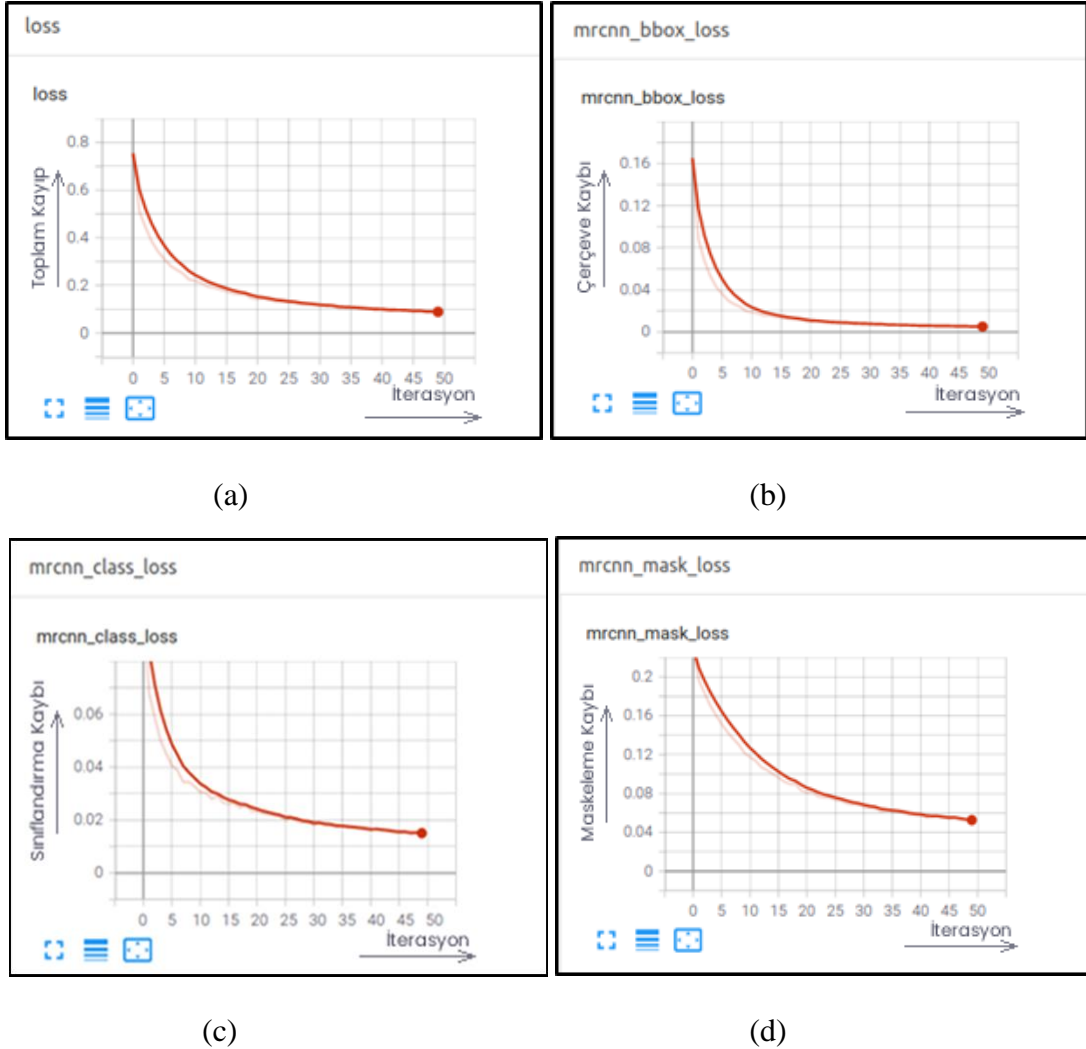 loss
loss
0.8
0.6
0.4
0.2
0
Toplam Kayıp
0 5 10 15 20 25 30 35 40 45 50
İterasyon
(a)
mrcnn_bbox_loss
mrcnn_bbox_loss
0.16
0.12
0.08
0.04
0
Çerçeve Kaybı
0 5 10 15 20 25 30 35 40 45 50
İterasyon
(b)
mrcnn_class_loss
mrcnn_class_loss
0.06
0.04
0.02
0
Sınıflandırma Kaybı
0 5 10 15 20 25 30 35 40 45 50
İterasyon
(c)
mrcnn_mask_loss
mrcnn_mask_loss
0.2
0.16
0.12
0.08
0.04
0
Maskeleme Kaybı
0 5 10 15 20 25 30 35 40 45 50
İterasyon
(d)